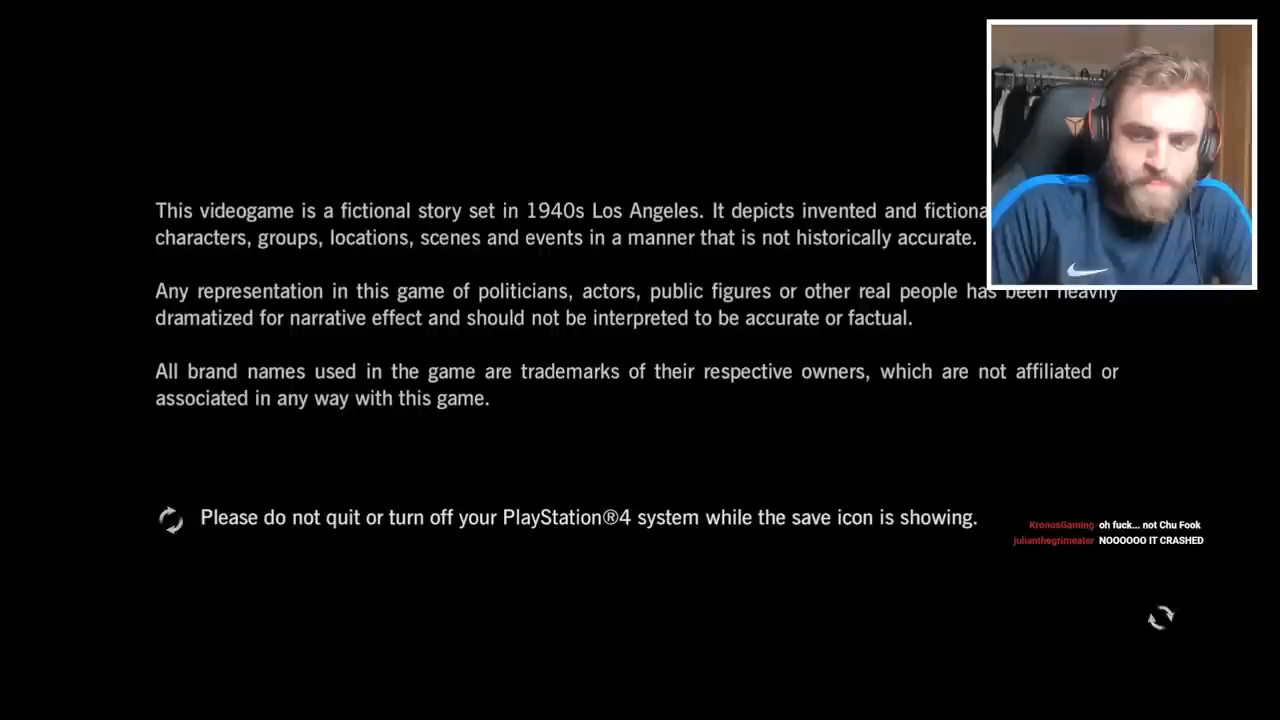 This videogame is a fictional story set in 1940s Los Angeles. It depicts invented and
characters, groups, locations, scenes and events in a manner that is not historically accurate.
Any representation in this game of politicians, actors, public figures or other real people has been heavily
dramatized for narrative effect and should not be interpreted to be accurate or factual.
All brand names used in the game are trademarks of their respective owners, which are not affiliated or
associated in any way with this game.
Please do not quit or turn off your PlayStation®4 system while the save icon is showing.
KronosGaming oh fuck... not Chu Fook
julianthegrimeater NOOOOOO IT CRASHED